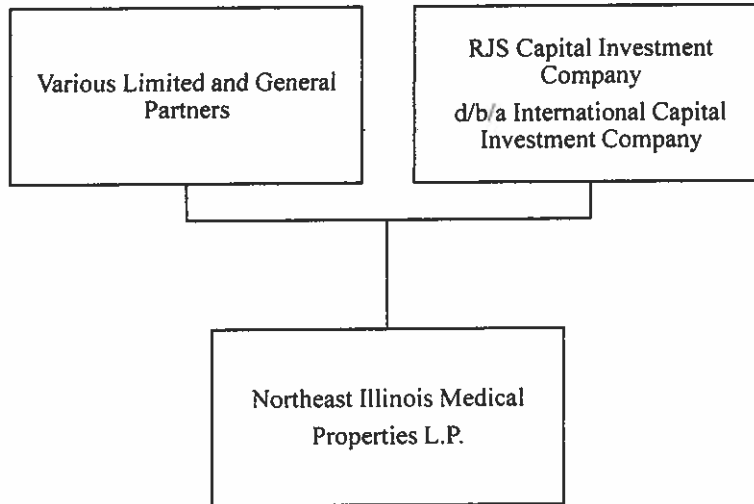 Various Limited and General
Partners
RJS Capital Investment
Company
d/b/a International Capital
Investment Company
Northeast Illinois Medical
Properties L.P.